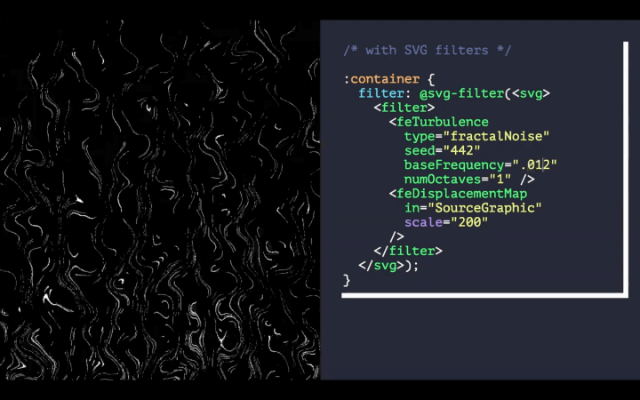 /* with SVG filters */
:container {
filter: @svg-filter(<svg>
<filter>
<feTurbulence
type="fractalNoise"
seed="442"
baseFrequency=".012"
numOctaves="1" />
<feDisplacementMap
in="SourceGraphic"
scale="200"
/>
</filter>
</svg>);
}